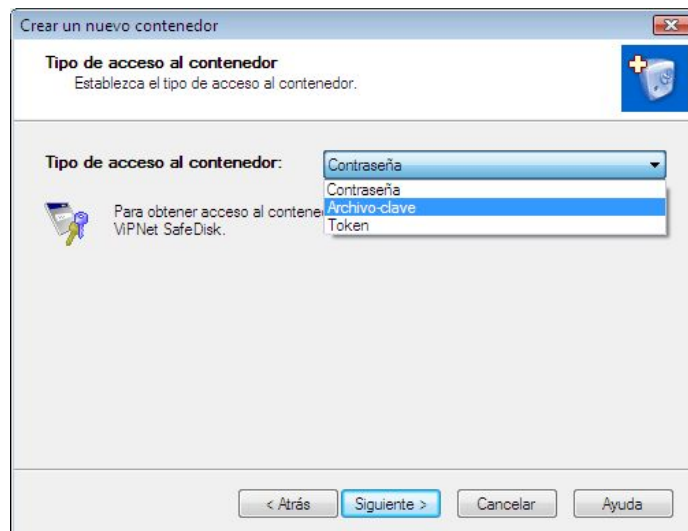 Crear un nuevo contenedor
Tipo de acceso al contenedor
Establezca el tipo de acceso al contenedor.
Tipo de acceso al contenedor:
Contraseña
Contraseña
Archivo-clave
Token
Para obtener acceso al contene
ViPNet SafeDisk.
< Atrás
Siguiente >
Cancelar
Ayuda